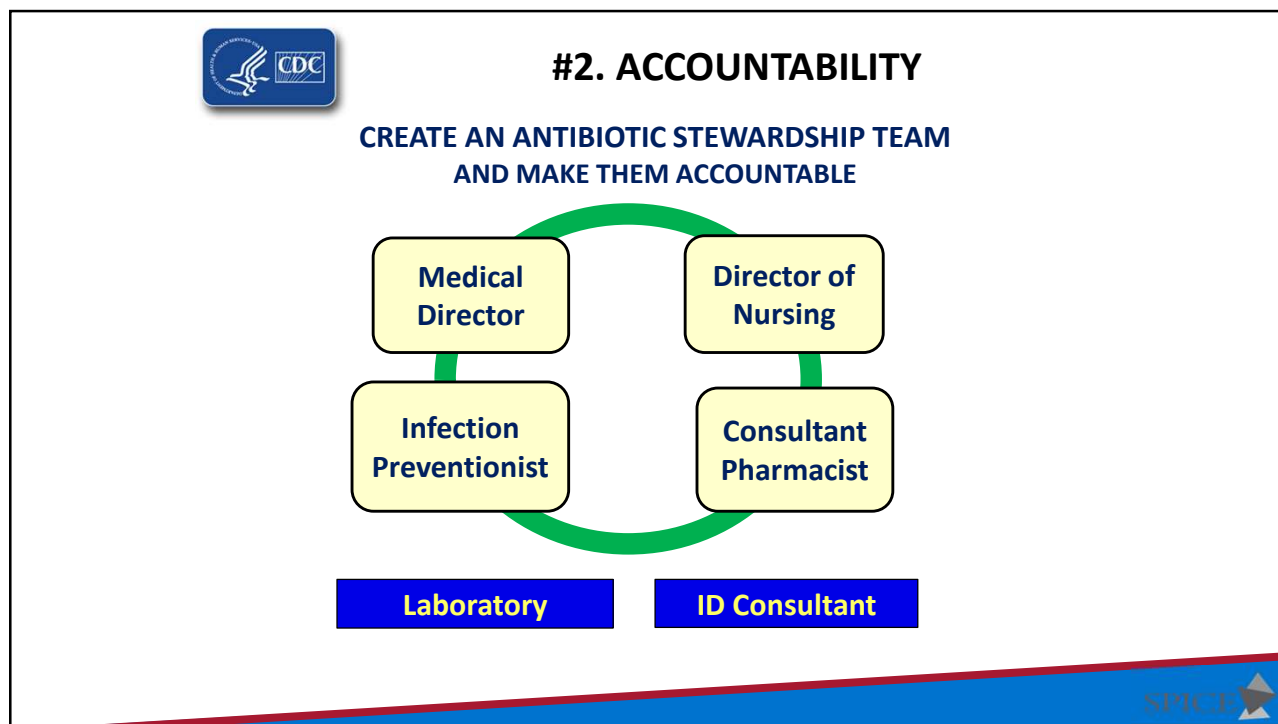 CDC
#2. ACCOUNTABILITY
CREATE AN ANTIBIOTIC STEWARDSHIP TEAM
AND MAKE THEM ACCOUNTABLE
Medical
Director
Director of
Nursing
Infection
Preventionist
Consultant
Pharmacist
Laboratory
ID Consultant
SPICE